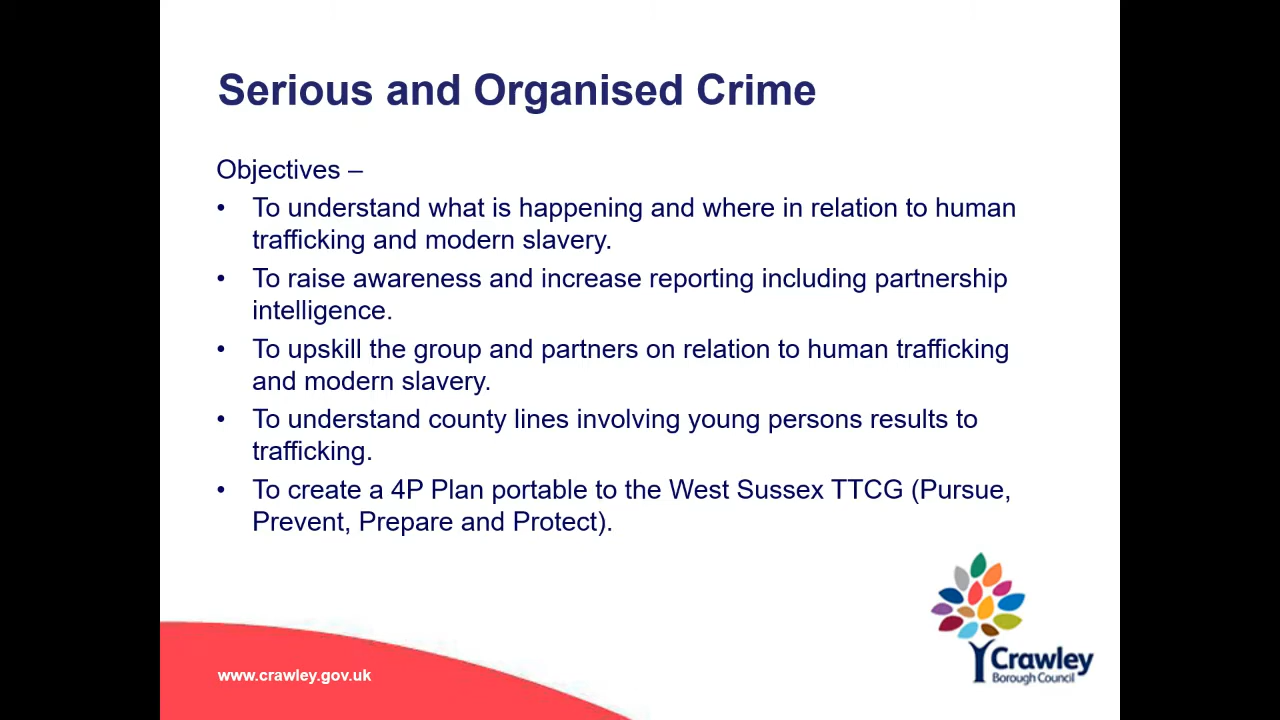 Serious and Organised Crime
Objectives –
• To understand what is happening and where in relation to human
trafficking and modern slavery.
• To raise awareness and increase reporting including partnership
intelligence.
• To upskill the group and partners on relation to human trafficking
and modern slavery.
• To understand county lines involving young persons results to
trafficking.
• To create a 4P Plan portable to the West Sussex TTCG (Pursue,
Prevent, Prepare and Protect).
www.crawley.gov.uk
Crawley
Borough Council